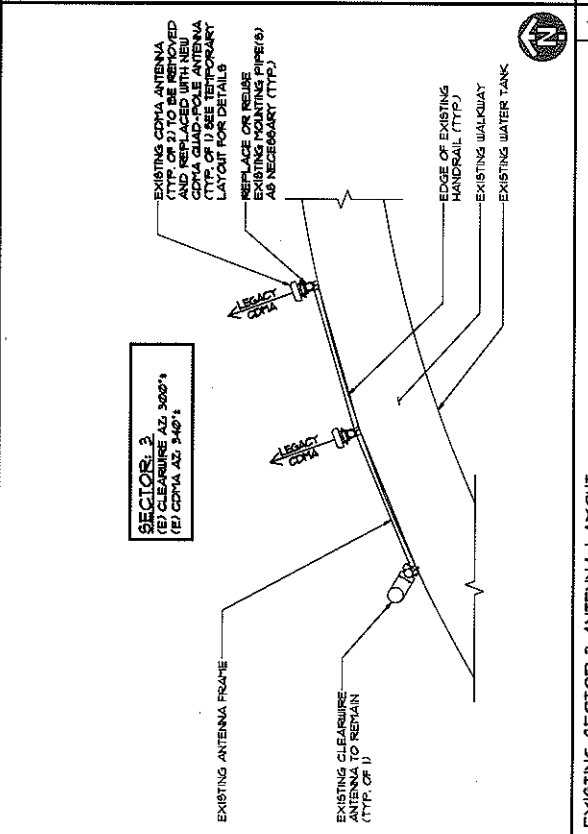 EXISTING CDMA ANTENNA
(TYP. OF 2) TO BE REMOVED
AND REPLACED WITH NEW
CDMA QUAD-POLE ANTENNA
(TYP. OF 1) SEE TEMPORARY
LAYOUT FOR DETAILS
REPLACE OR REUSE
EXISTING MOUNTING PIPE(S)
AS NECESSARY (TYP.)
EDGE OF EXISTING
HANDRAIL (TYP.)
EXISTING WALKWAY
EXISTING WATER TANK
LEGACY
CDMA
LEGACY
CDMA
SECTOR: 3
(E) CLEARWIRE AZ: 300°±
(E) CDMA AZ: 340°±
EXISTING ANTENNA FRAME
EXISTING CLEARWIRE
ANTENNA TO REMAIN
(TYP. OF 1)
N
EXISTING SECTOR 3 ANTENNA LAYOUT